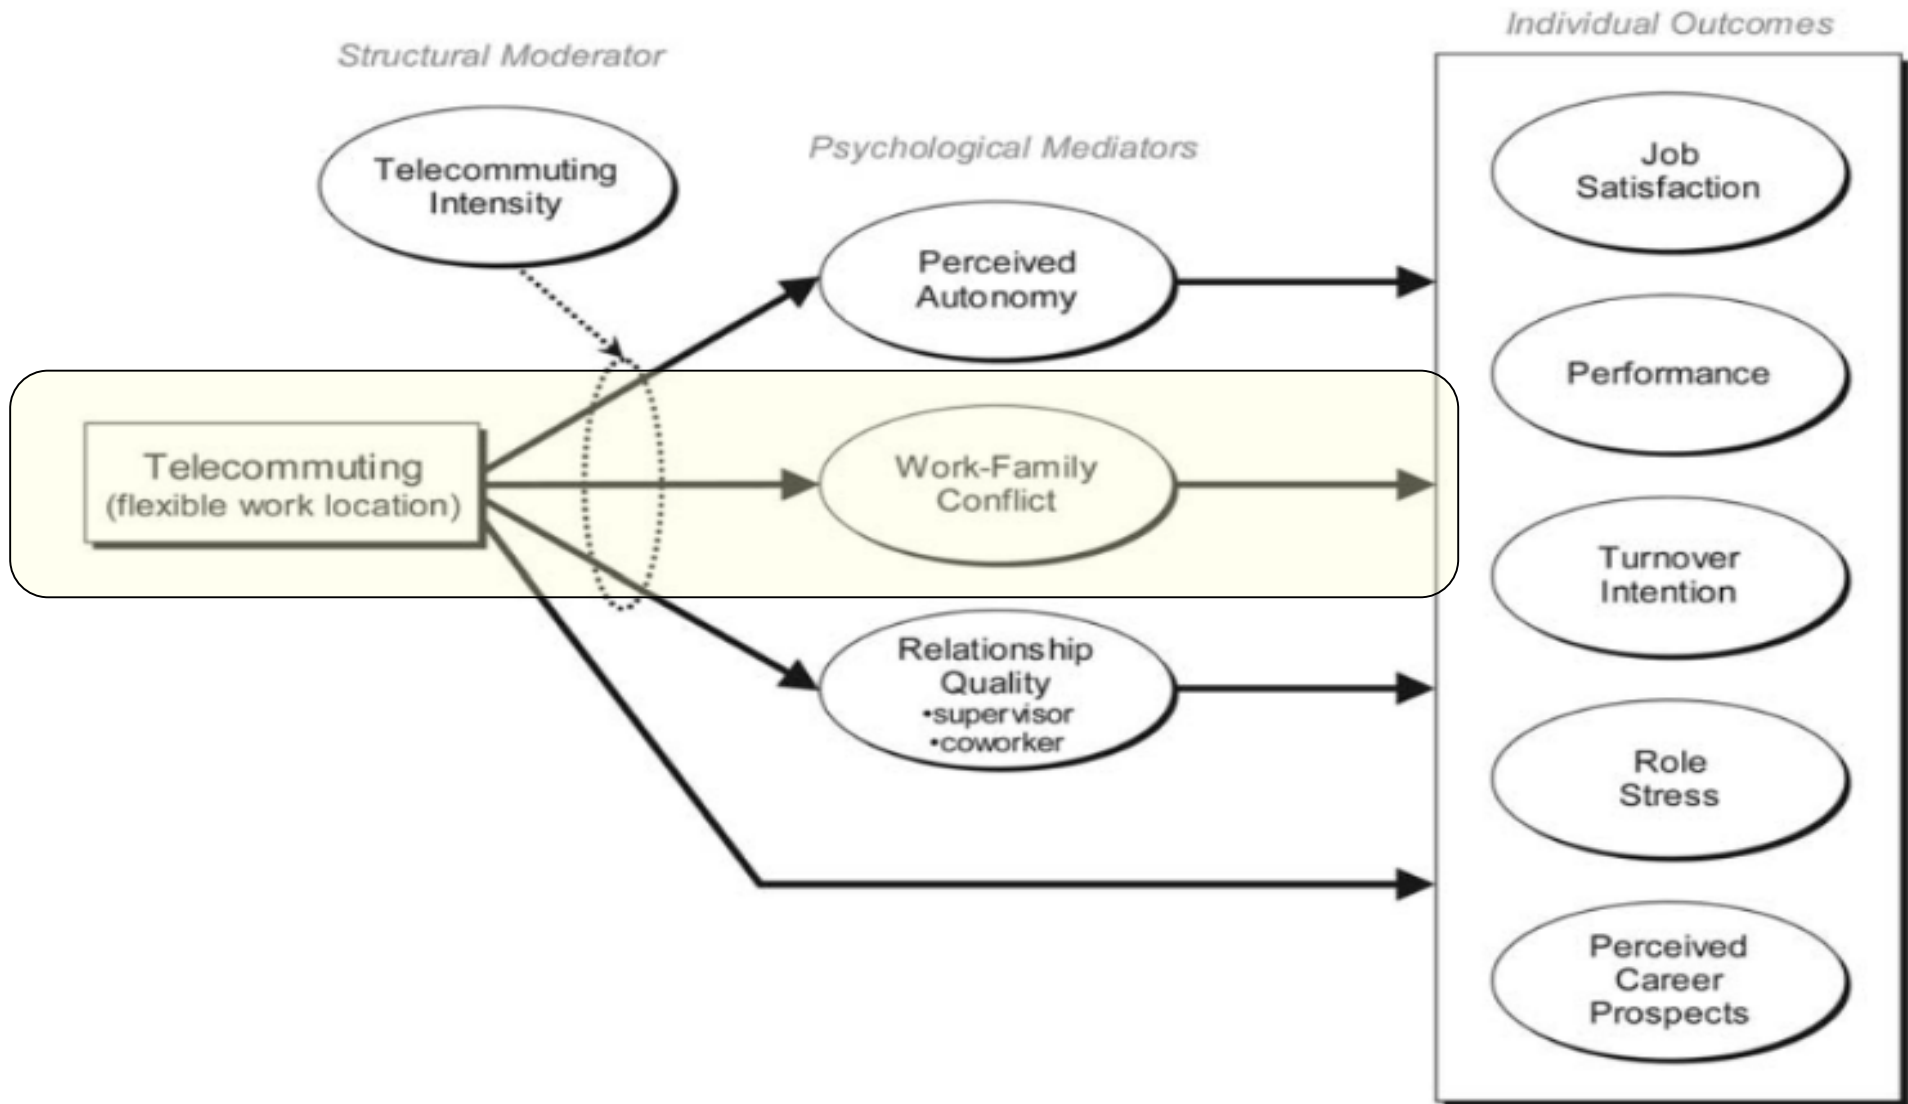 Individual Outcomes
Structural Moderator
Psychological Mediators
Telecommuting
Intensity
Perceived
Autonomy
Telecommuting
(flexible work location)
Work-Family
Conflict
Relationship
Quality
•supervisor
•coworker
Job
Satisfaction
Performance
Turnover
Intention
Role
Stress
Perceived
Career
Prospects